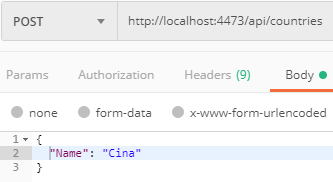 POST http://localhost:4473/api/countries
Params Authorization Headers (9) Body
none form-data x-www-form-urlencoded
1 {
2 "Name": "Cina"
3 }